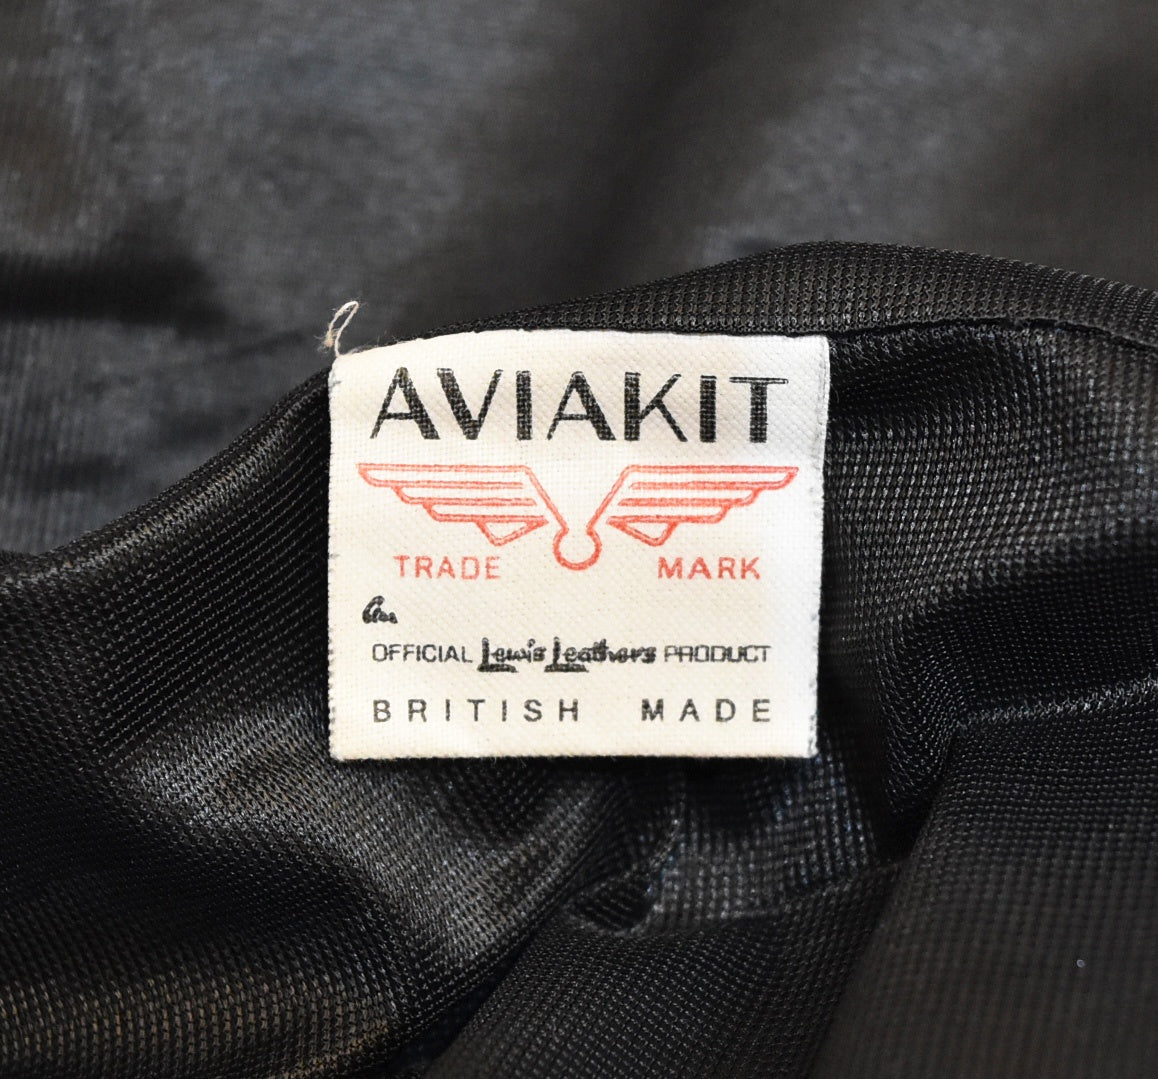 AVIAKIT
TRADE MARK
An
OFFICIAL Lewis Leathers PRODUCT
BRITISH MADE